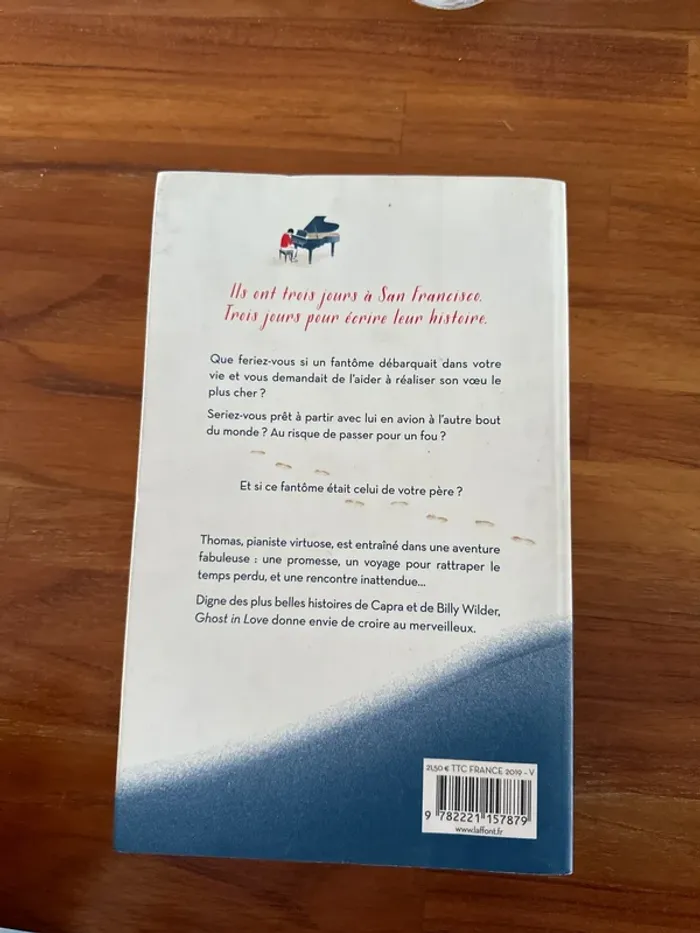 Ils ont trois jours à San Francisco.
Trois jours pour écrire leur histoire.
Que feriez-vous si un fantôme débarquait dans votre
vie et vous demandait de l'aider à réaliser son vœu le
plus cher ?
Seriez-vous prêt à partir avec lui en avion à l'autre bout
du monde ? Au risque de passer pour un fou ?
Et si ce fantôme était celui de votre père ?
Thomas, pianiste virtuose, est entraîné dans une aventure
fabuleuse : une promesse, un voyage pour rattraper le
temps perdu, et une rencontre inattendue...
Digne des plus belles histoires de Capra et de Billy Wilder,
Ghost in Love donne envie de croire au merveilleux.
21,50 € TTC FRANCE 2019 – V
9 782221 157879
www.laffont.fr